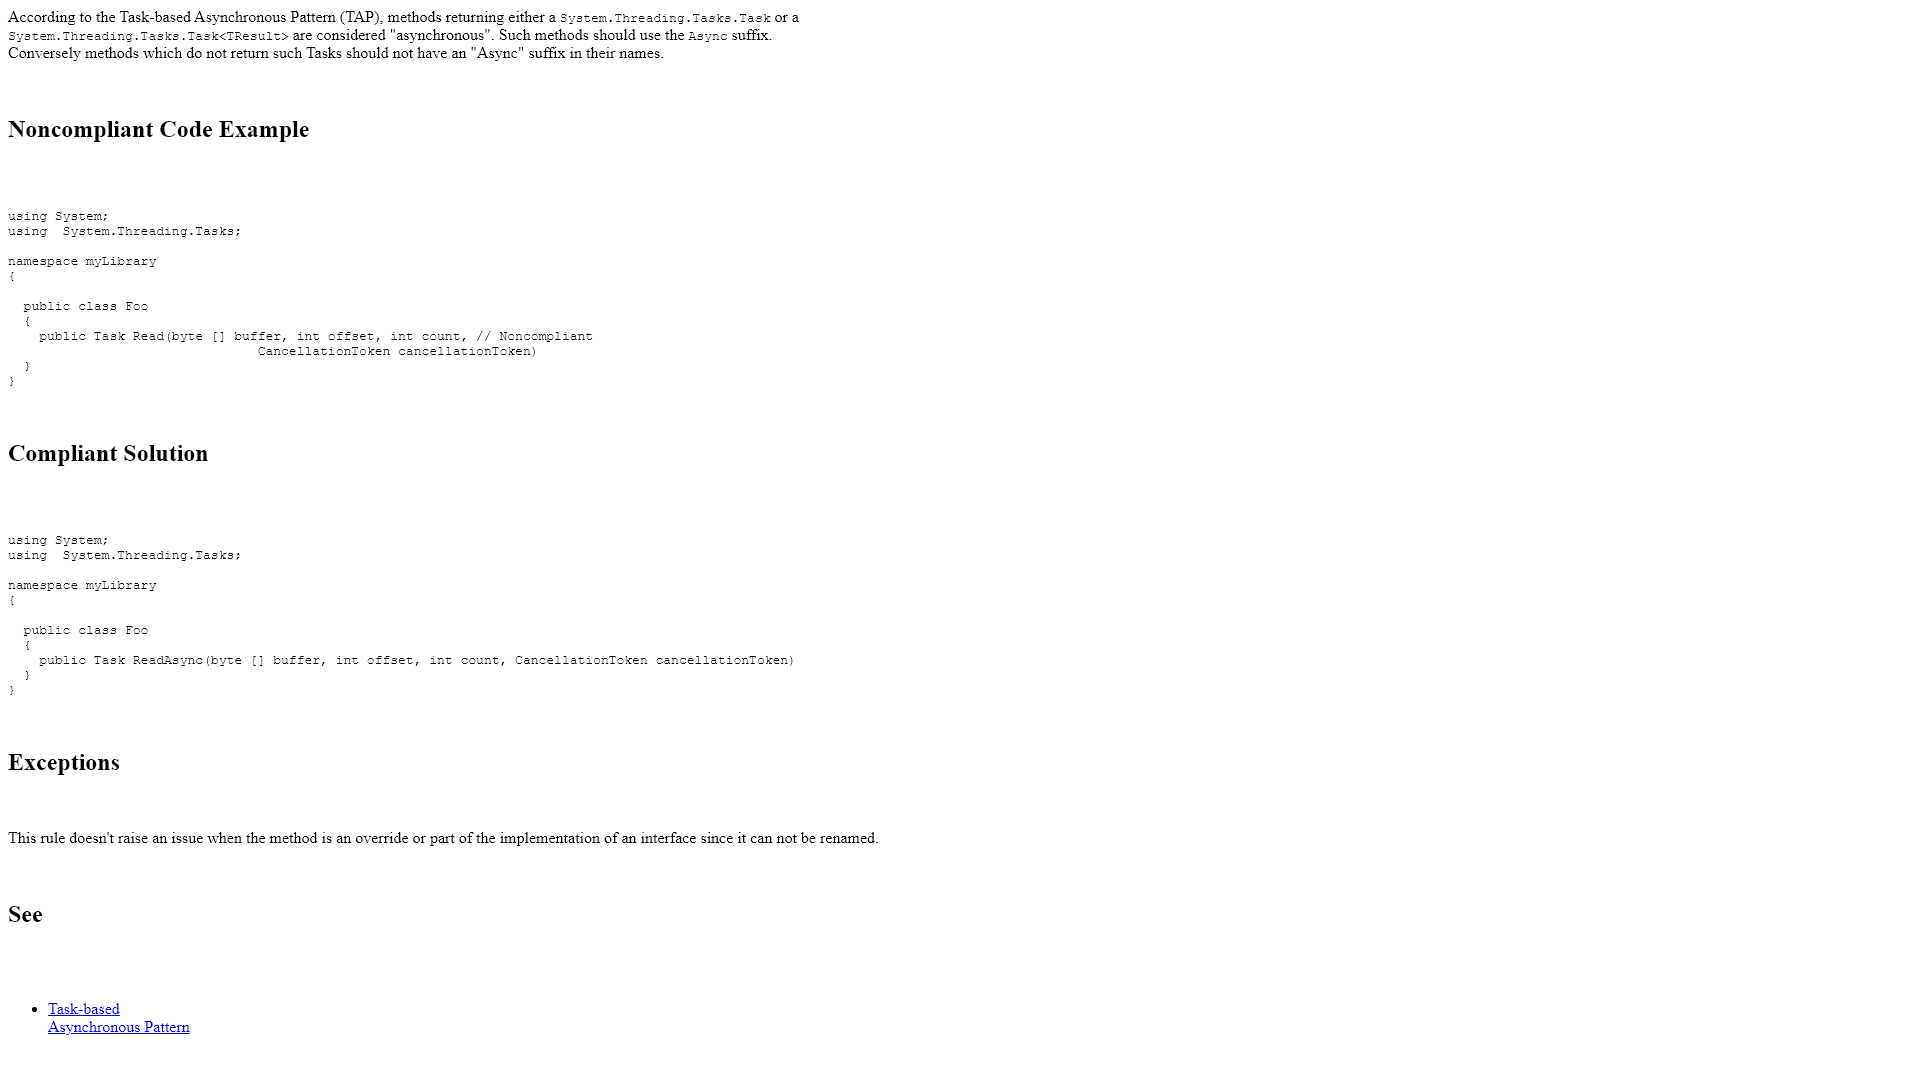 According to the Task-based Asynchronous Pattern (TAP), methods returning either a System.Threading.Tasks.Task or a
System.Threading.Tasks.Task<TResult> are considered "asynchronous". Such methods should use the Async suffix.
Conversely methods which do not return such Tasks should not have an "Async" suffix in their names.
Noncompliant Code Example
using System;
using  System.Threading.Tasks;
namespace myLibrary
{
  public class Foo
  {
    public Task Read(byte [] buffer, int offset, int count, // Noncompliant
                                CancellationToken cancellationToken)
  }
}
Compliant Solution
using System;
using  System.Threading.Tasks;
namespace myLibrary
{
  public class Foo
  {
    public Task ReadAsync(byte [] buffer, int offset, int count, CancellationToken cancellationToken)
  }
}
Exceptions
This rule doesn't raise an issue when the method is an override or part of the implementation of an interface since it can not be renamed.
See
• Task-based
Asynchronous Pattern